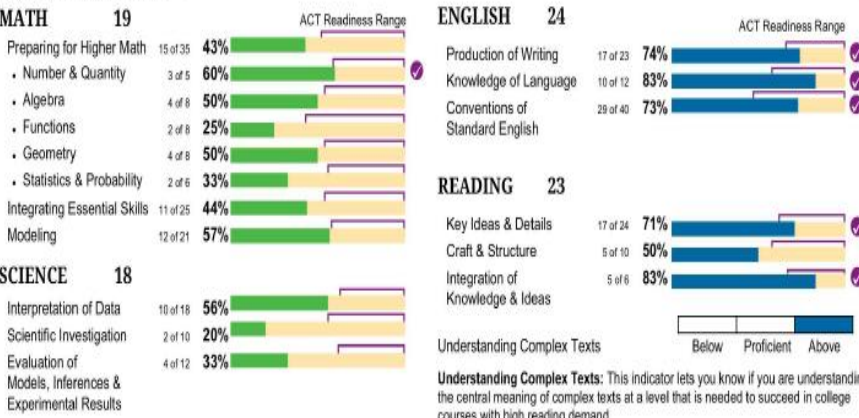 MATH 19
ACT Readiness Range
Preparing for Higher Math 15 of 35 43%
• Number & Quantity 3 of 5 60%
• Algebra 4 of 8 50%
• Functions 2 of 8 25%
• Geometry 4 of 8 50%
• Statistics & Probability 2 of 6 33%
Integrating Essential Skills 11 of 25 44%
Modeling 12 of 21 57%
SCIENCE 18
Interpretation of Data 10 of 18 56%
Scientific Investigation 2 of 10 20%
Evaluation of 4 of 12 33%
Models, Inferences &
Experimental Results
ENGLISH 24
ACT Readiness Range
Production of Writing 17 of 23 74%
Knowledge of Language 10 of 12 83%
Conventions of 29 of 40 73%
Standard English
READING 23
Key Ideas & Details 17 of 24 71%
Craft & Structure 5 of 10 50%
Integration of 5 of 6 83%
Knowledge & Ideas
Understanding Complex Texts Below Proficient Above
Understanding Complex Texts: This indicator lets you know if you are understandin
the central meaning of complex texts at a level that is needed to succeed in college
courses with high reading demand